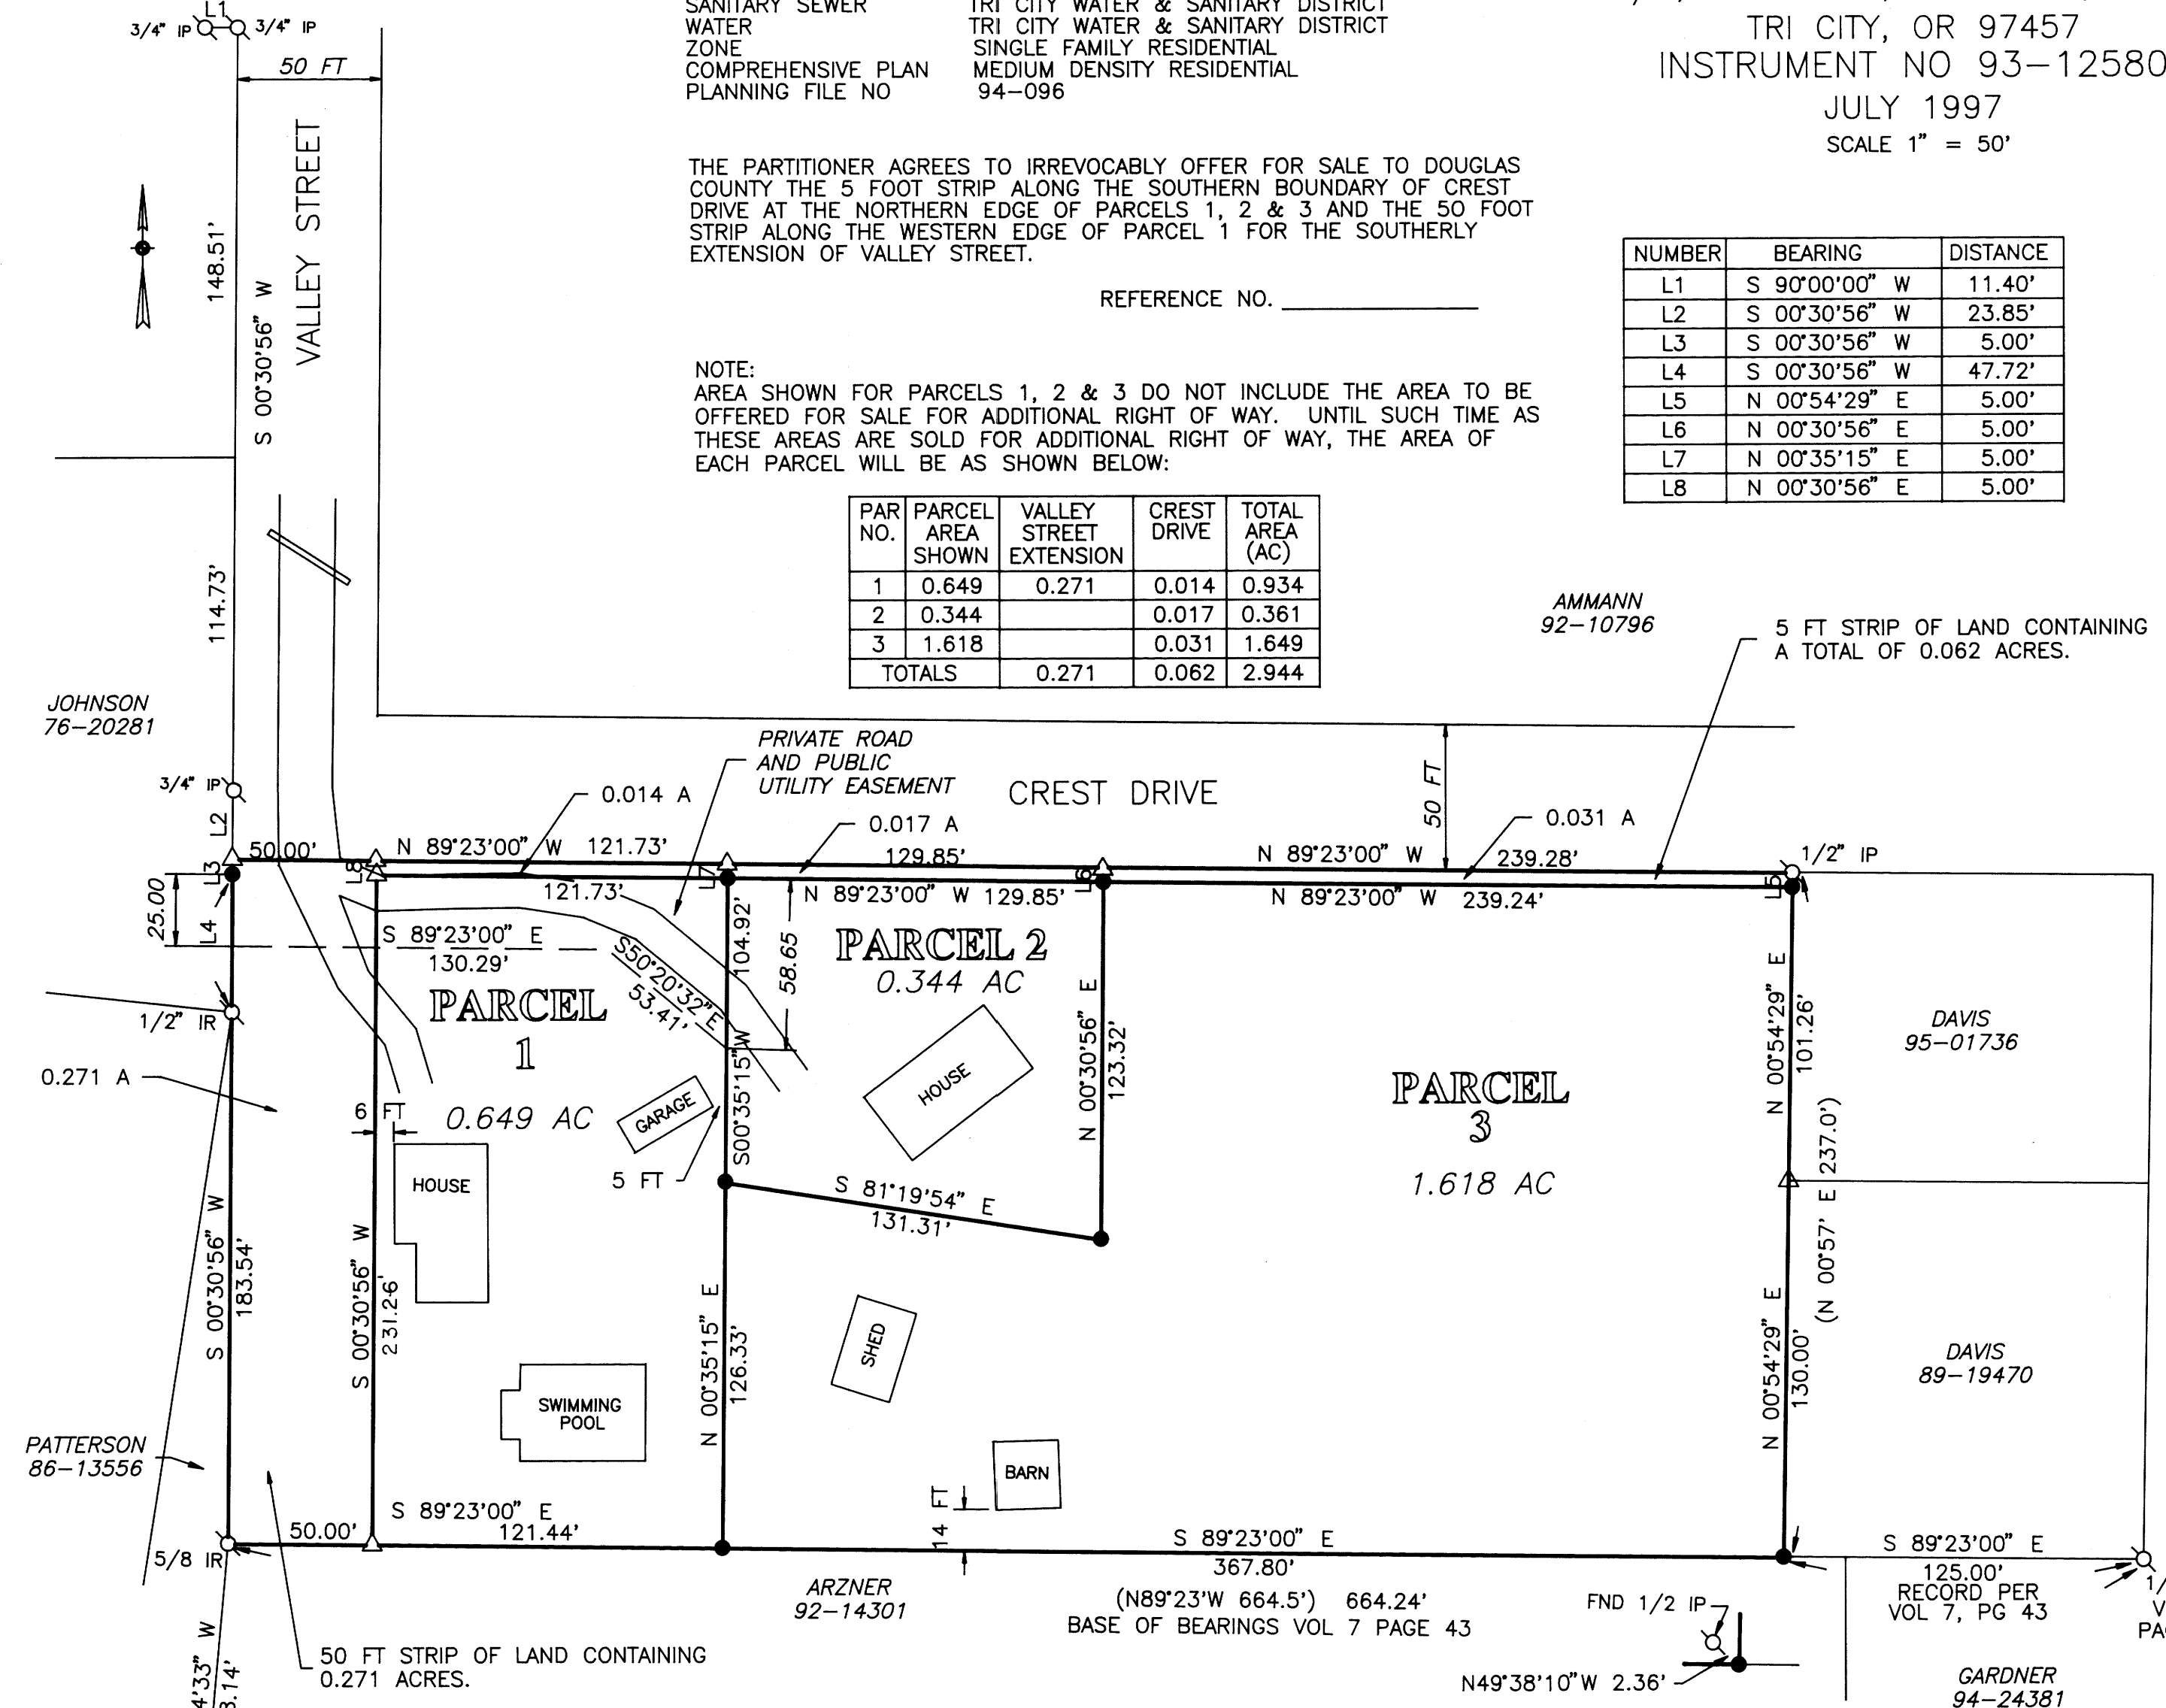 L1
3/4" IP
3/4" IP
50 FT
VALLEY STREET
148.51'
S 00°30'56" W
114.73'
SANITARY SEWER TRI CITY WATER & SANITARY DISTRICT
WATER TRI CITY WATER & SANITARY DISTRICT
ZONE SINGLE FAMILY RESIDENTIAL
COMPREHENSIVE PLAN MEDIUM DENSITY RESIDENTIAL
PLANNING FILE NO 94-096
TRI CITY, OR 97457
INSTRUMENT NO 93-12580
JULY 1997
SCALE 1" = 50'
THE PARTITIONER AGREES TO IRREVOCABLY OFFER FOR SALE TO DOUGLAS
COUNTY THE 5 FOOT STRIP ALONG THE SOUTHERN BOUNDARY OF CREST
DRIVE AT THE NORTHERN EDGE OF PARCELS 1, 2 & 3 AND THE 50 FOOT
STRIP ALONG THE WESTERN EDGE OF PARCEL 1 FOR THE SOUTHERLY
EXTENSION OF VALLEY STREET.
REFERENCE NO.
NOTE:
AREA SHOWN FOR PARCELS 1, 2 & 3 DO NOT INCLUDE THE AREA TO BE
OFFERED FOR SALE FOR ADDITIONAL RIGHT OF WAY. UNTIL SUCH TIME AS
THESE AREAS ARE SOLD FOR ADDITIONAL RIGHT OF WAY, THE AREA OF
EACH PARCEL WILL BE AS SHOWN BELOW:
NUMBER BEARING DISTANCE
L1 S 90°00'00" W 11.40'
L2 S 00°30'56" W 23.85'
L3 S 00°30'56" W 5.00'
L4 S 00°30'56" W 47.72'
L5 N 00°54'29" E 5.00'
L6 N 00°30'56" E 5.00'
L7 N 00°35'15" E 5.00'
L8 N 00°30'56" E 5.00'
PAR PARCEL VALLEY CREST TOTAL
NO. AREA STREET DRIVE AREA
SHOWN EXTENSION (AC)
1 0.649 0.271 0.014 0.934
2 0.344 0.017 0.361
3 1.618 0.031 1.649
TOTALS 0.271 0.062 2.944
AMMANN
92-10796
5 FT STRIP OF LAND CONTAINING
A TOTAL OF 0.062 ACRES.
JOHNSON
76-20281
PRIVATE ROAD
AND PUBLIC
UTILITY EASEMENT
CREST DRIVE
50 FT
3/4" IP
L2
0.014 A
0.017 A
0.031 A
50.00'
N 89°23'00" W 121.73'
129.85'
N 89°23'00" W 239.28'
1/2" IP
L3
L8
L7
L6
L5
121.73'
N 89°23'00" W 129.85'
N 89°23'00" W 239.24'
25.00
L4
S 89°23'00" E
130.29'
S50°20'32"E
53.41'
104.92'
S00°35'15"W
58.65
PARCEL 2
0.344 AC
PARCEL
1
0.649 AC
1/2" IR
0.271 A
6 FT
HOUSE
GARAGE
5 FT
HOUSE
N 00°30'56" E
123.32'
S 81°19'54" E
131.31'
PARCEL
3
1.618 AC
N 00°54'29" E
101.26'
(N 00°57' E 237.0')
DAVIS
95-01736
N 00°54'29" E
130.00'
DAVIS
89-19470
S 00°30'56" W
183.54'
S 00°30'56" W
231.26'
N 00°35'15" E
126.33'
SHED
SWIMMING
POOL
BARN
14 FT
PATTERSON
86-13556
5/8 IR
50.00'
S 89°23'00" E
121.44'
S 89°23'00" E
367.80'
(N89°23'W 664.5') 664.24'
BASE OF BEARINGS VOL 7 PAGE 43
ARZNER
92-14301
S 89°23'00" E
125.00'
RECORD PER
VOL 7, PG 43
FND 1/2 IP
N49°38'10"W 2.36'
GARDNER
94-24381
50 FT STRIP OF LAND CONTAINING
0.271 ACRES.
4'33" W
3.14'
1/
V
PA